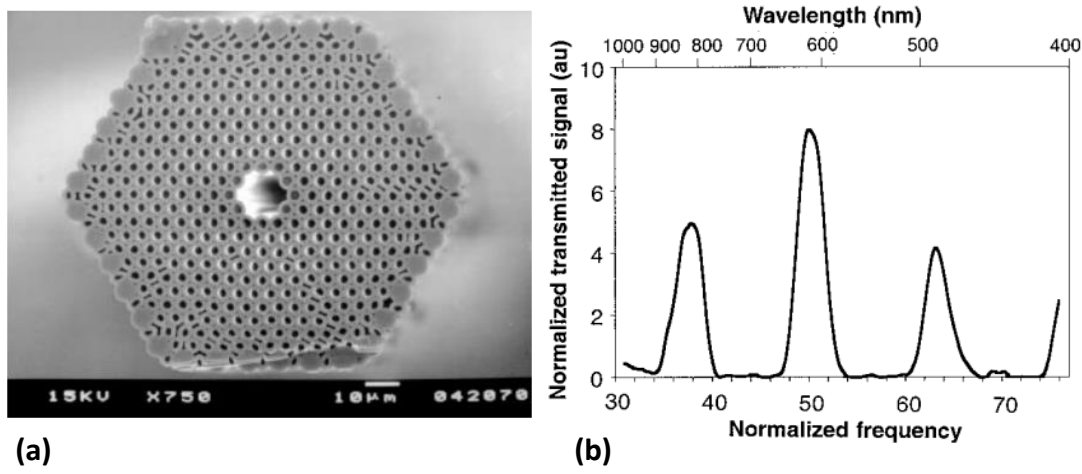 15KV X750 10μm 042070
(a)
Wavelength (nm)
1000 900 800 700 600 500 400
Normalized transmitted signal (au)
10
8
6
4
2
0
30 40 50 60 70
Normalized frequency
(b)